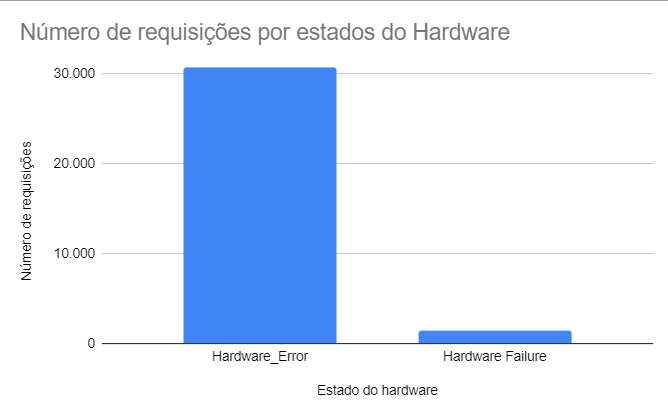 Número de requisições por estados do Hardware
30.000
20.000
10.000
0
Número de requisições
Hardware_Error
Hardware Failure
Estado do hardware